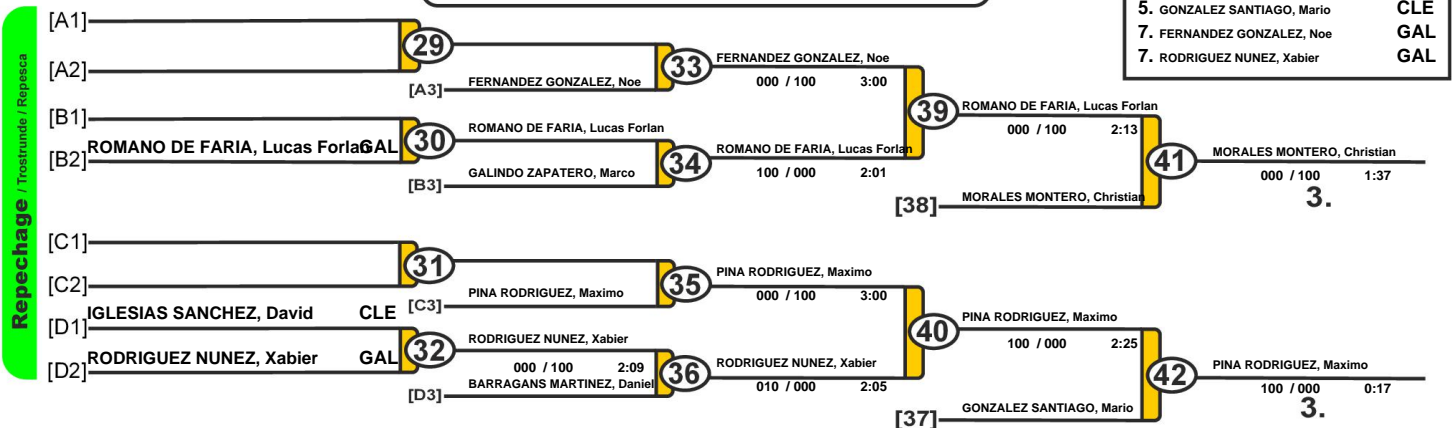 5. GONZALEZ SANTIAGO, Mario CLE
7. FERNANDEZ GONZALEZ, Noe GAL
7. RODRIGUEZ NUNEZ, Xabier GAL
Repechage / Trostrunde / Repesca
[A1]
[A2]
29
[A3] FERNANDEZ GONZALEZ, Noe
33
FERNANDEZ GONZALEZ, Noe
000 / 100 3:00
[B1]
[B2] ROMANO DE FARIA, Lucas Forlan GAL
30
ROMANO DE FARIA, Lucas Forlan
[B3] GALINDO ZAPATERO, Marco
34
ROMANO DE FARIA, Lucas Forlan
100 / 000 2:01
39
ROMANO DE FARIA, Lucas Forlan
000 / 100 2:13
[38] MORALES MONTERO, Christian
41
MORALES MONTERO, Christian
000 / 100 1:37
3.
[C1]
[C2]
31
[C3] PINA RODRIGUEZ, Maximo
35
PINA RODRIGUEZ, Maximo
000 / 100 3:00
[D1] IGLESIAS SANCHEZ, David CLE
[D2] RODRIGUEZ NUNEZ, Xabier GAL
32
RODRIGUEZ NUNEZ, Xabier
000 / 100 2:09
[D3] BARRAGANS MARTINEZ, Daniel
36
RODRIGUEZ NUNEZ, Xabier
010 / 000 2:05
40
PINA RODRIGUEZ, Maximo
100 / 000 2:25
[37] GONZALEZ SANTIAGO, Mario
42
PINA RODRIGUEZ, Maximo
100 / 000 0:17
3.